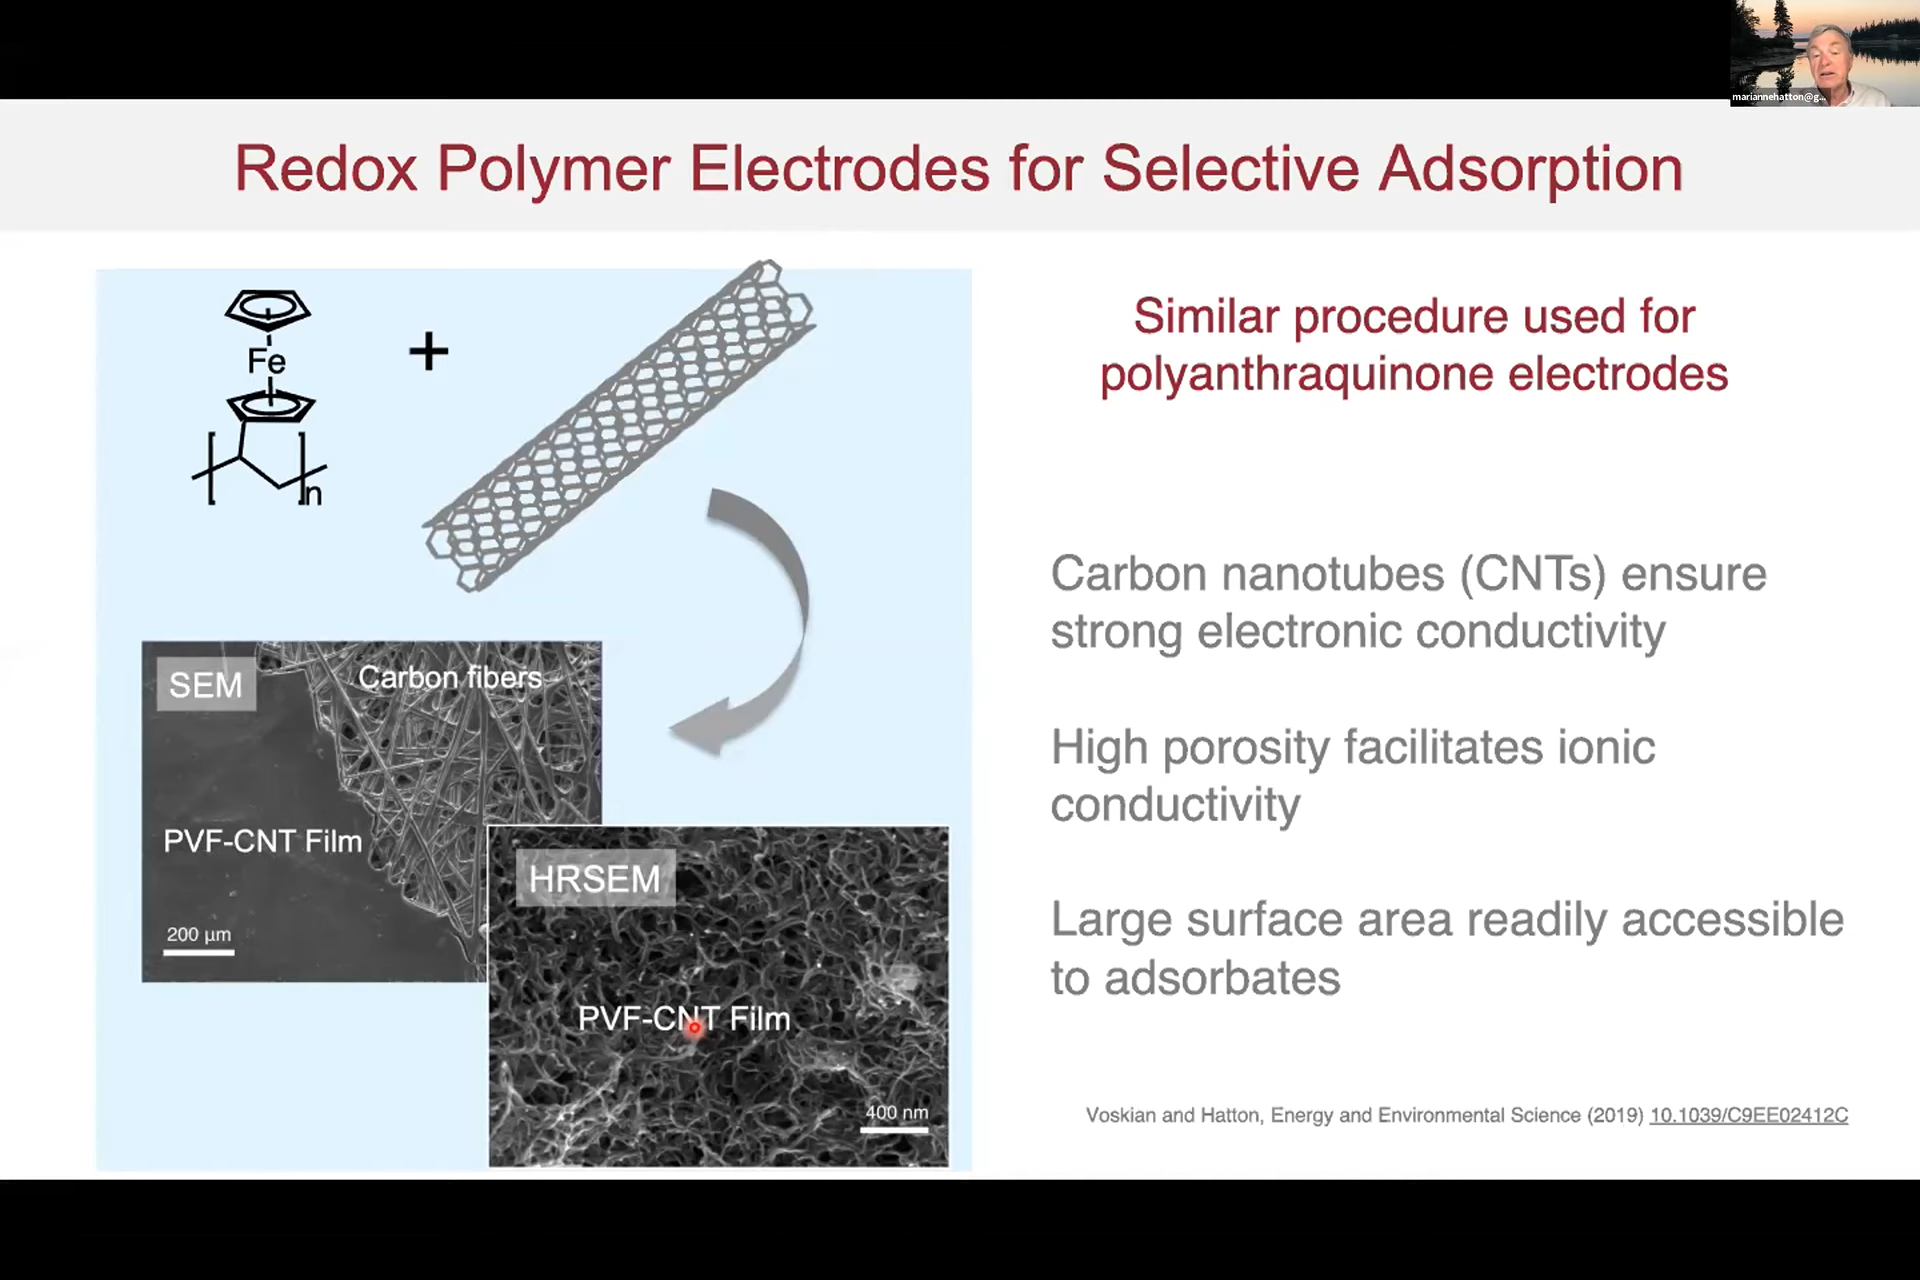 mariannehatton@g...
Redox Polymer Electrodes for Selective Adsorption
Fe
+
n
Similar procedure used for
polyanthraquinone electrodes
SEM
Carbon fibers
PVF-CNT Film
200 µm
HRSEM
PVF-CNT Film
400 nm
Carbon nanotubes (CNTs) ensure
strong electronic conductivity
High porosity facilitates ionic
conductivity
Large surface area readily accessible
to adsorbates
Voskian and Hatton, Energy and Environmental Science (2019) 10.1039/C9EE02412C